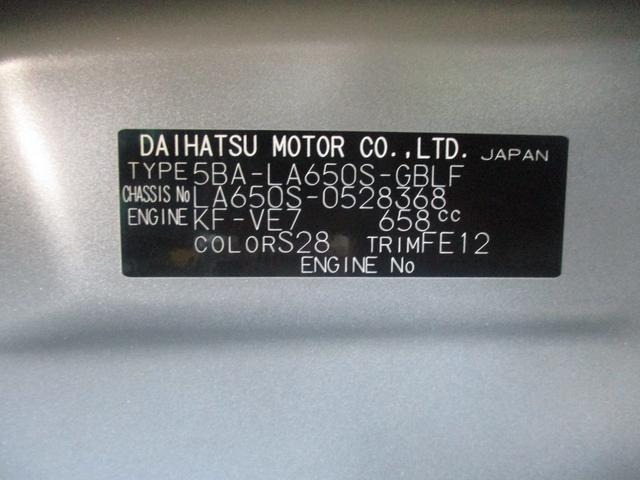 DAIHATSU MOTOR CO.,LTD. JAPAN
TYPE 5BA-LA650S-GBLF
CHASSIS No LA650S-0528368
ENGINE KF-VE7 658cc
COLOR S28 TRIM FE12
ENGINE No